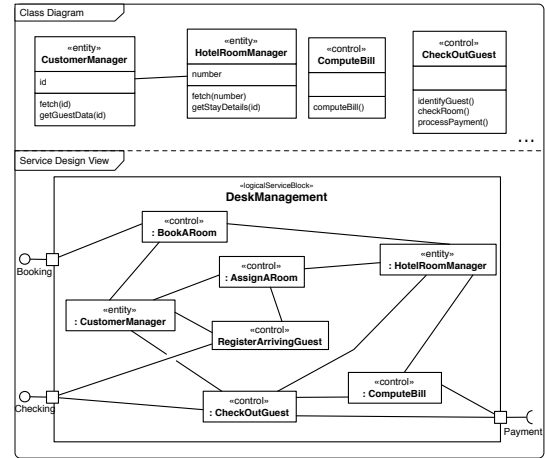 Class Diagram
«entity»
CustomerManager
id
fetch(id)
getGuestData(id)
«entity»
HotelRoomManager
number
fetch(number)
getStayDetails(id)
«control»
ComputeBill
computeBill()
«control»
CheckOutGuest
identifyGuest()
checkRoom()
processPayment()
...
Service Design View
«logicalServiceBlock»
DeskManagement
«control»
: BookARoom
«entity»
: HotelRoomManager
Booking
«control»
: AssignARoom
«entity»
: CustomerManager
«control»
RegisterArrivingGuest
«control»
: ComputeBill
Checking
«control»
: CheckOutGuest
Payment